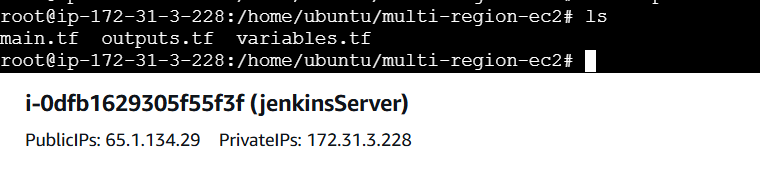 root@ip-172-31-3-228:/home/ubuntu/multi-region-ec2# ls
main.tf  outputs.tf  variables.tf
root@ip-172-31-3-228:/home/ubuntu/multi-region-ec2#
i-0dfb1629305f55f3f (jenkinsServer)
PublicIPs: 65.1.134.29    PrivateIPs: 172.31.3.228